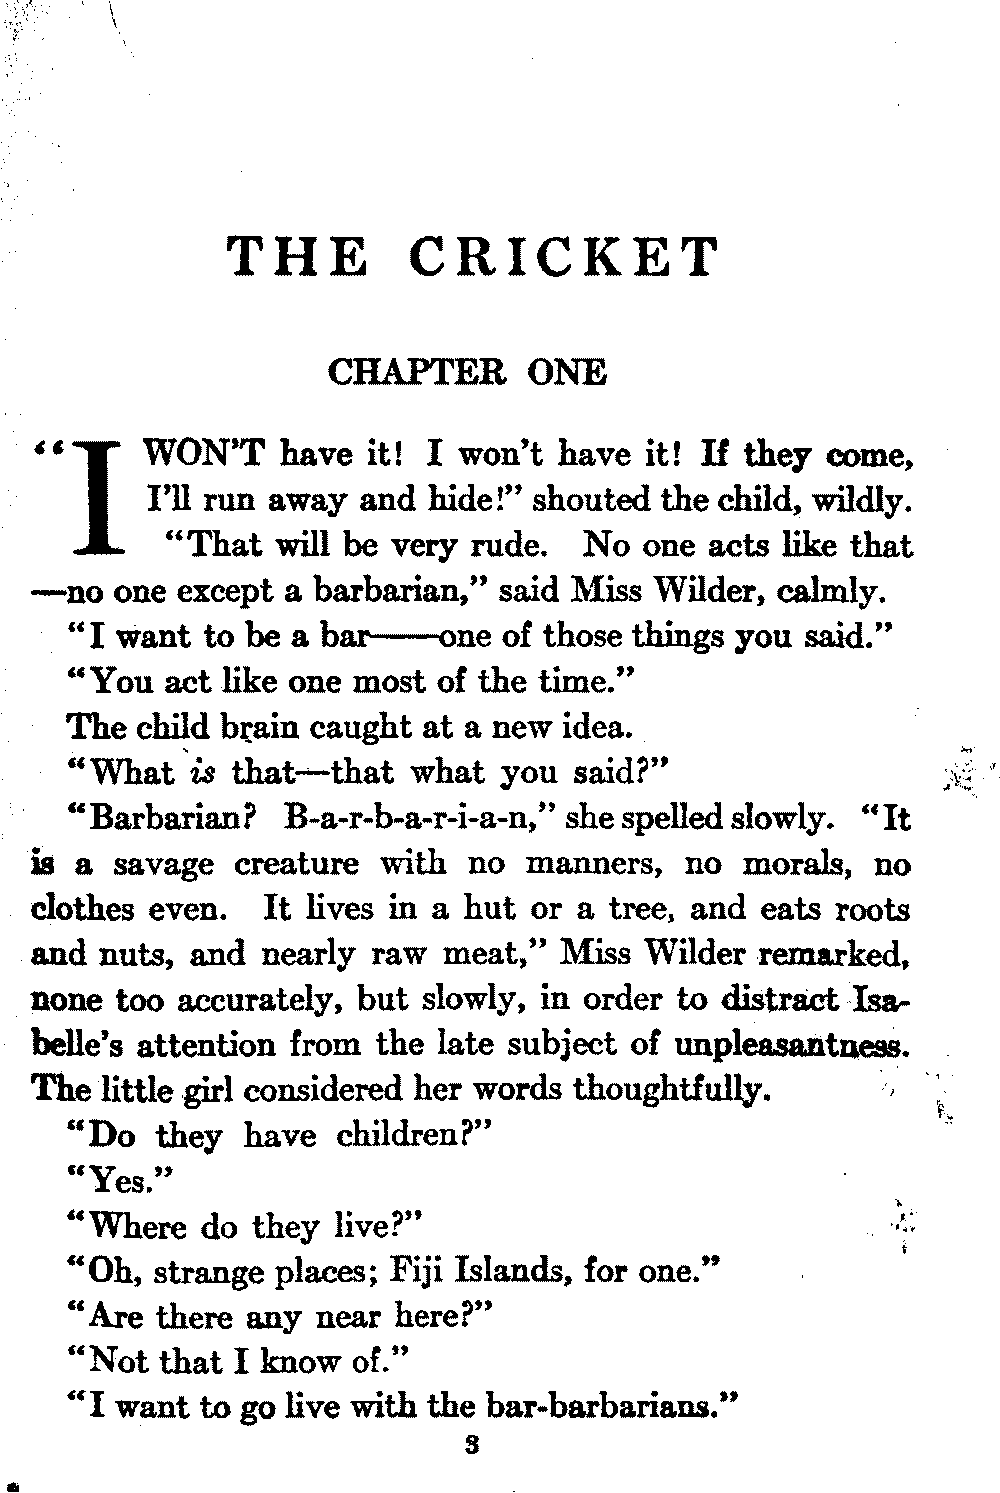 THE CRICKET
CHAPTER ONE
"I WON'T have it! I won't have it! If they come,
I'll run away and hide!" shouted the child, wildly.
"That will be very rude. No one acts like that
—no one except a barbarian," said Miss Wilder, calmly.
"I want to be a bar——one of those things you said."
"You act like one most of the time."
The child brain caught at a new idea.
"What is that—that what you said?"
"Barbarian? B-a-r-b-a-r-i-a-n," she spelled slowly. "It
is a savage creature with no manners, no morals, no
clothes even. It lives in a hut or a tree, and eats roots
and nuts, and nearly raw meat," Miss Wilder remarked,
none too accurately, but slowly, in order to distract Isa-
belle's attention from the late subject of unpleasantness.
The little girl considered her words thoughtfully.
"Do they have children?"
"Yes."
"Where do they live?"
"Oh, strange places; Fiji Islands, for one."
"Are there any near here?"
"Not that I know of."
"I want to go live with the bar-barbarians."
3